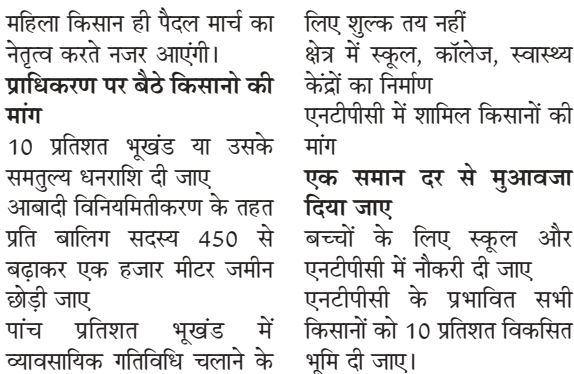 महिला किसान ही पैदल मार्च का
नेतृत्व करते नजर आएंगी।
प्राधिकरण पर बैठे किसानो की
मांग
10 प्रतिशत भूखंड या उसके
समतुल्य धनराशि दी जाए
आबादी विनियमितीकरण के तहत
प्रति बालिग सदस्य 450 से
बढ़ाकर एक हजार मीटर जमीन
छोड़ी जाए
पांच प्रतिशत भूखंड में
व्यावसायिक गतिविधि चलाने के
लिए शुल्क तय नहीं
क्षेत्र में स्कूल, कॉलेज, स्वास्थ्य
केंद्रों का निर्माण
एनटीपीसी में शामिल किसानों की
मांग
एक समान दर से मुआवजा
दिया जाए
बच्चों के लिए स्कूल और
एनटीपीसी में नौकरी दी जाए
एनटीपीसी के प्रभावित सभी
किसानों को 10 प्रतिशत विकसित
भूमि दी जाए।